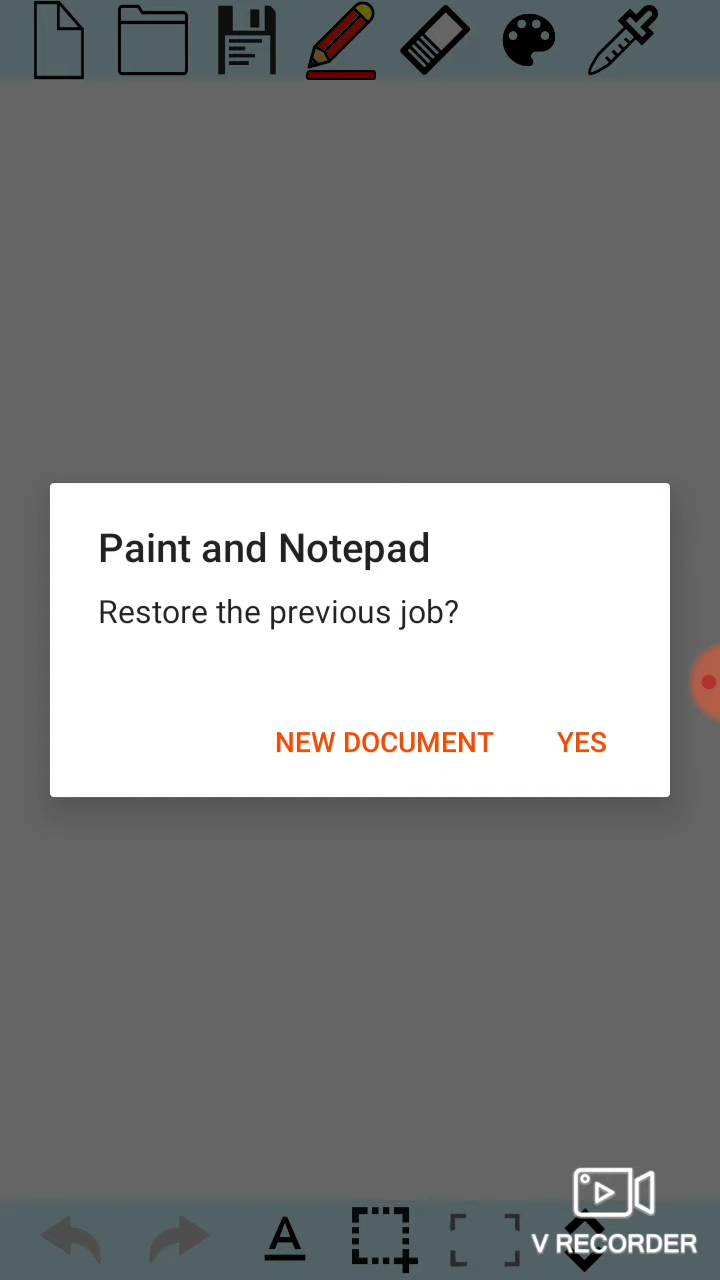 Paint and Notepad
Restore the previous job?
NEW DOCUMENT YES
A
V RECORDER